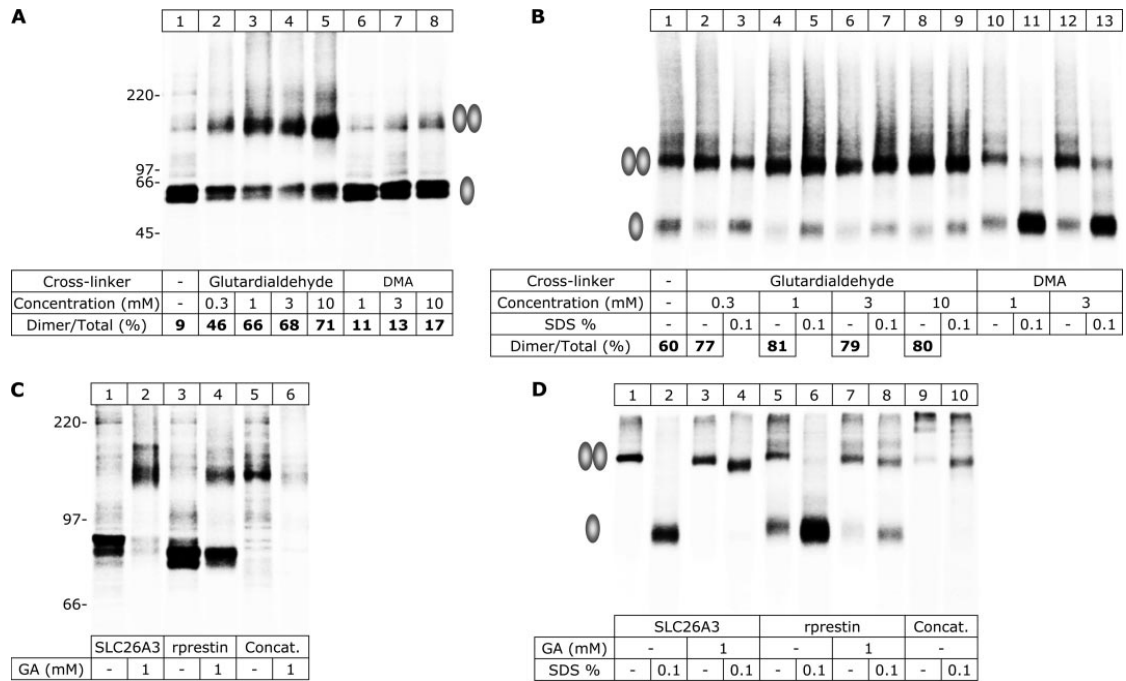 A
1 2 3 4 5 6 7 8
220-
97-
66-
45-
Cross-linker - Glutardialdehyde DMA
Concentration (mM) - 0.3 1 3 10 1 3 10
Dimer/Total (%) 9 46 66 68 71 11 13 17
B
1 2 3 4 5 6 7 8 9 10 11 12 13
Cross-linker - Glutardialdehyde DMA
Concentration (mM) - 0.3 1 3 10 1 3
SDS % - - 0.1 - 0.1 - 0.1 - 0.1 - 0.1 - 0.1
Dimer/Total (%) 60 77 81 79 80
C
1 2 3 4 5 6
220-
97-
66-
SLC26A3 rprestin Concat.
GA (mM) - 1 - 1 - 1
D
1 2 3 4 5 6 7 8 9 10
SLC26A3 rprestin Concat.
GA (mM) - 1 - 1 -
SDS % - 0.1 - 0.1 - 0.1 - 0.1 - 0.1